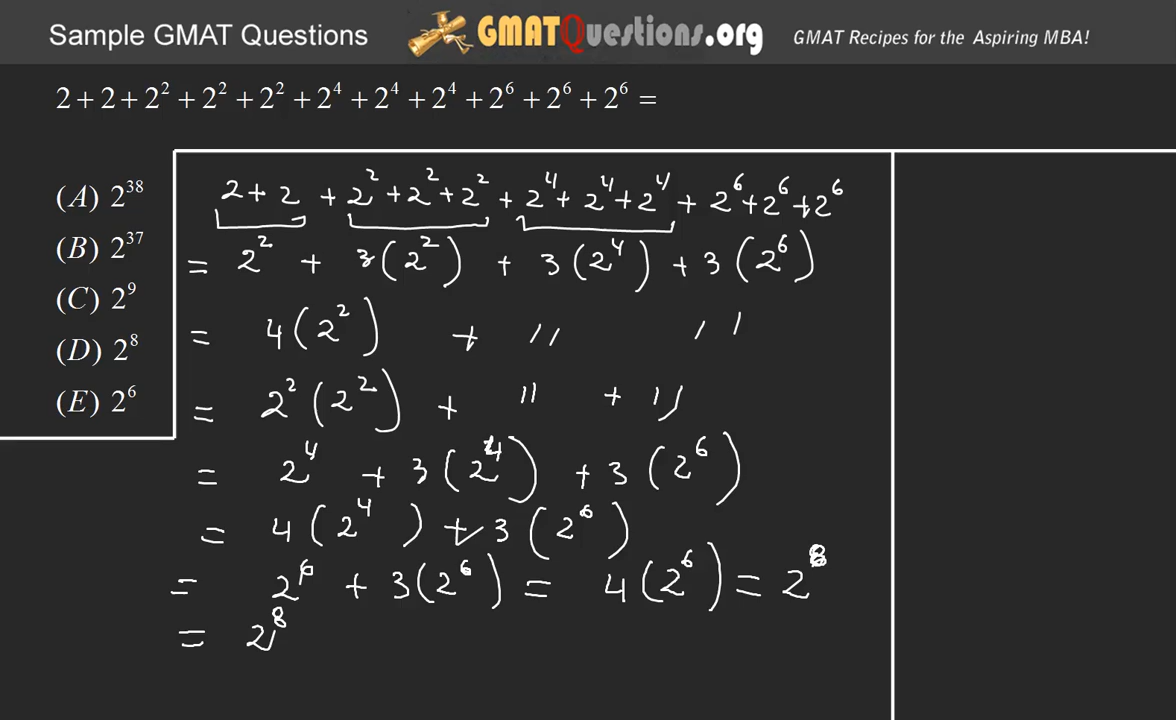 Sample GMAT Questions GMATQuestions.org GMAT Recipes for the Aspiring MBA!
2 + 2 + 2² + 2² + 2² + 2⁴ + 2⁴ + 2⁴ + 2⁶ + 2⁶ + 2⁶ =
(A) 2³⁸
(B) 2³⁷
(C) 2⁹
(D) 2⁸
(E) 2⁶
2 + 2 + 2² + 2² + 2² + 2⁴ + 2⁴ + 2⁴ + 2⁶ + 2⁶ + 2⁶
= 2² + 3(2²) + 3(2⁴) + 3(2⁶)
= 4(2²) +〃 〃
= 2²(2²) + 〃 + 〃
= 2⁴ + 3(2⁴) + 3(2⁶)
= 4(2⁴) + 3(2⁶)
= 2⁶ + 3(2⁶) = 4(2⁶) = 2⁸
= 2⁸